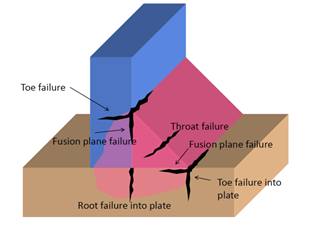 Toe failure
Throat failure
Fusion plane failure
Fusion plane failure
Toe failure into
plate
Root failure into plate